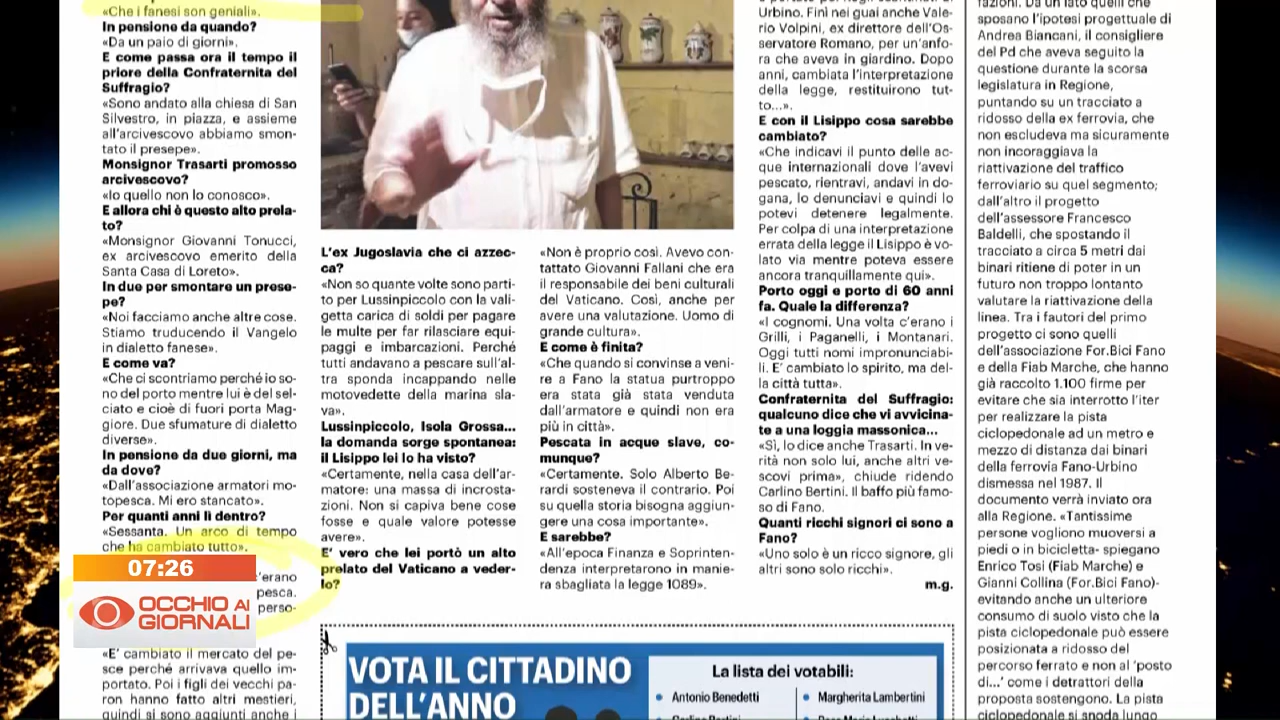 «Che i fanesi son geniali».
In pensione da quando?
«Da un paio di giorni».
E come passa ora il tempo il
priore della Confraternita del
Suffragio?
«Sono andato alla chiesa di San
Silvestro, in piazza, e assieme
all'arcivescovo abbiamo smon-
tato il presepe».
Monsignor Trasarti promosso
arcivescovo?
«Io quello non lo conosco».
E allora chi è questo alto prela-
to?
«Monsignor Giovanni Tonucci,
ex arcivescovo emerito della
Santa Casa di Loreto».
In due per smontare un prese-
pe?
«Noi facciamo anche altre cose.
Stiamo truducendo il Vangelo
in dialetto fanese».
E come va?
«Che ci scontriamo perché io so-
no del porto mentre lui è del sel-
ciato e cioè di fuori porta Mag-
giore. Due sfumature di dialetto
diverse».
In pensione da due giorni, ma
da dove?
«Dall'associazione armatori mo-
topesca. Mi ero stancato».
Per quanti anni lì dentro?
«Sessanta. Un arco di tempo
che ha cambiato tutto».
c'erano
pesca.
perso-
«E' cambiato il mercato del pe-
sce perché arrivava quello im-
portato. Poi i figli dei vecchi pa-
ron hanno fatto altri mestieri,
quindi si sono aggiunti anche i
07:26
OCCHIO AI
GIORNALI
L'ex Jugoslavia che ci azzec-
ca?
«Non so quante volte sono parti-
to per Lussinpiccolo con la vali-
getta carica di soldi per pagare
le multe per far rilasciare equi-
paggi e imbarcazioni. Perché
tutti andavano a pescare sull'al-
tra sponda incappando nelle
motovedette della marina sla-
va».
Lussinpiccolo, Isola Grossa...
la domanda sorge spontanea:
il Lisippo lei lo ha visto?
«Certamente, nella casa dell'ar-
matore: una massa di incrosta-
zioni. Non si capiva bene cose
fosse e quale valore potesse
avere».
E' vero che lei portò un alto
prelato del Vaticano a veder-
lo?
«Non è proprio così. Avevo con-
tattato Giovanni Fallani che era
il responsabile dei beni culturali
del Vaticano. Così, anche per
avere una valutazione. Uomo di
grande cultura».
E come è finita?
«Che quando si convinse a veni-
re a Fano la statua purtroppo
era stata già stata venduta
dall'armatore e quindi non era
più in città».
Pescata in acque slave, co-
munque?
«Certamente. Solo Alberto Be-
rardi sosteneva il contrario. Poi
su quella storia bisogna aggiun-
gere una cosa importante».
E sarebbe?
«All'epoca Finanza e Soprinten-
denza interpretarono in manie-
ra sbagliata la legge 1089».
Urbino. Finì nei guai anche Vale-
rio Volpini, ex direttore dell'Os-
servatore Romano, per un'anfo-
ra che aveva in giardino. Dopo
anni, cambiata l'interpretazione
della legge, restituirono tut-
to...».
E con il Lisippo cosa sarebbe
cambiato?
«Che indicavi il punto delle ac-
que internazionali dove l'avevi
pescato, rientravi, andavi in do-
gana, lo denunciavi e quindi lo
potevi detenere legalmente.
Per colpa di una interpretazione
errata della legge il Lisippo è vo-
lato via mentre poteva essere
ancora tranquillamente qui».
Porto oggi e porto di 60 anni
fa. Quale la differenza?
«I cognomi. Una volta c'erano i
Grilli, i Paganelli, i Montanari.
Oggi tutti nomi impronunciabi-
li. E' cambiato lo spirito, ma del-
la città tutta».
Confraternita del Suffragio:
qualcuno dice che vi avvicina-
te a una loggia massonica...
«Sì, lo dice anche Trasarti. In ve-
rità non solo lui, anche altri ve-
scovi prima», chiude ridendo
Carlino Bertini. Il baffo più famo-
so di Fano.
Quanti ricchi signori ci sono a
Fano?
«Uno solo è un ricco signore, gli
altri sono solo ricchi».
m.g.
fazioni. Da un lato quelli che
sposano l'ipotesi progettuale di
Andrea Biancani, il consigliere
del Pd che aveva seguito la
questione durante la scorsa
legislatura in Regione,
puntando su un tracciato a
ridosso della ex ferrovia, che
non escludeva ma sicuramente
non incoraggiava la
riattivazione del traffico
ferroviario su quel segmento;
dall'altro il progetto
dell'assessore Francesco
Baldelli, che spostando il
tracciato a circa 5 metri dai
binari ritiene di poter in un
futuro non troppo lontano
valutare la riattivazione della
linea. Tra i fautori del primo
progetto ci sono quelli
dell'associazione For.Bici Fano
e della Fiab Marche, che hanno
già raccolto 1.100 firme per
evitare che sia interrotto l'iter
per realizzare la pista
ciclopedonale ad un metro e
mezzo di distanza dai binari
della ferrovia Fano-Urbino
dismessa nel 1987. Il
documento verrà inviato ora
alla Regione. «Tantissime
persone vogliono muoversi a
piedi o in bicicletta- spiegano
Enrico Tosi (Fiab Marche) e
Gianni Collina (For.Bici Fano)-
evitando anche un ulteriore
consumo di suolo visto che la
pista ciclopedonale può essere
posizionata a ridosso del
percorso ferrato e non al 'posto
di...' come i detrattori della
proposta sostengono. La pista
ciclopedonale si snoda lungo
VOTA IL CITTADINO
DELL'ANNO
La lista dei votabili:
Antonio Benedetti
Margherita Lambertini